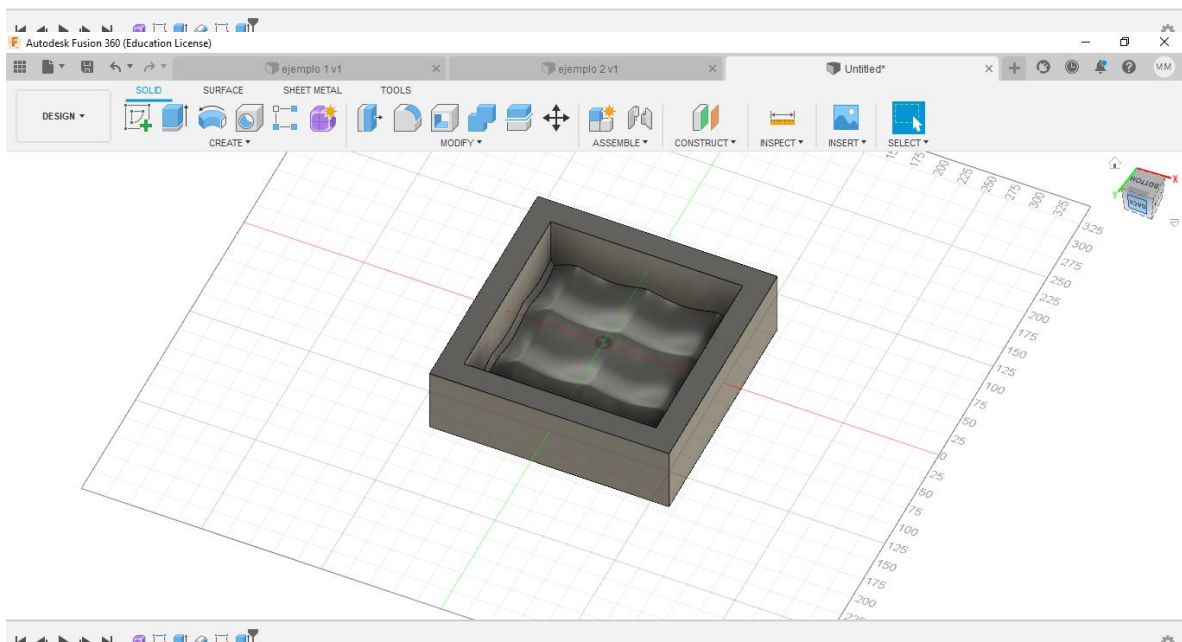 Autodesk Fusion 360 (Education License)
ejemplo 1 v1
ejemplo 2 v1
Untitled*
MM
SOLID
SURFACE
SHEET METAL
TOOLS
DESIGN
CREATE
MODIFY
ASSEMBLE
CONSTRUCT
INSPECT
INSERT
SELECT
200
225
250
275
300
325
BOTTOM
BACK
X
Y
325
300
275
250
225
200
175
150
125
100
75
50
25
0
25
50
75
100
125
150
175
200